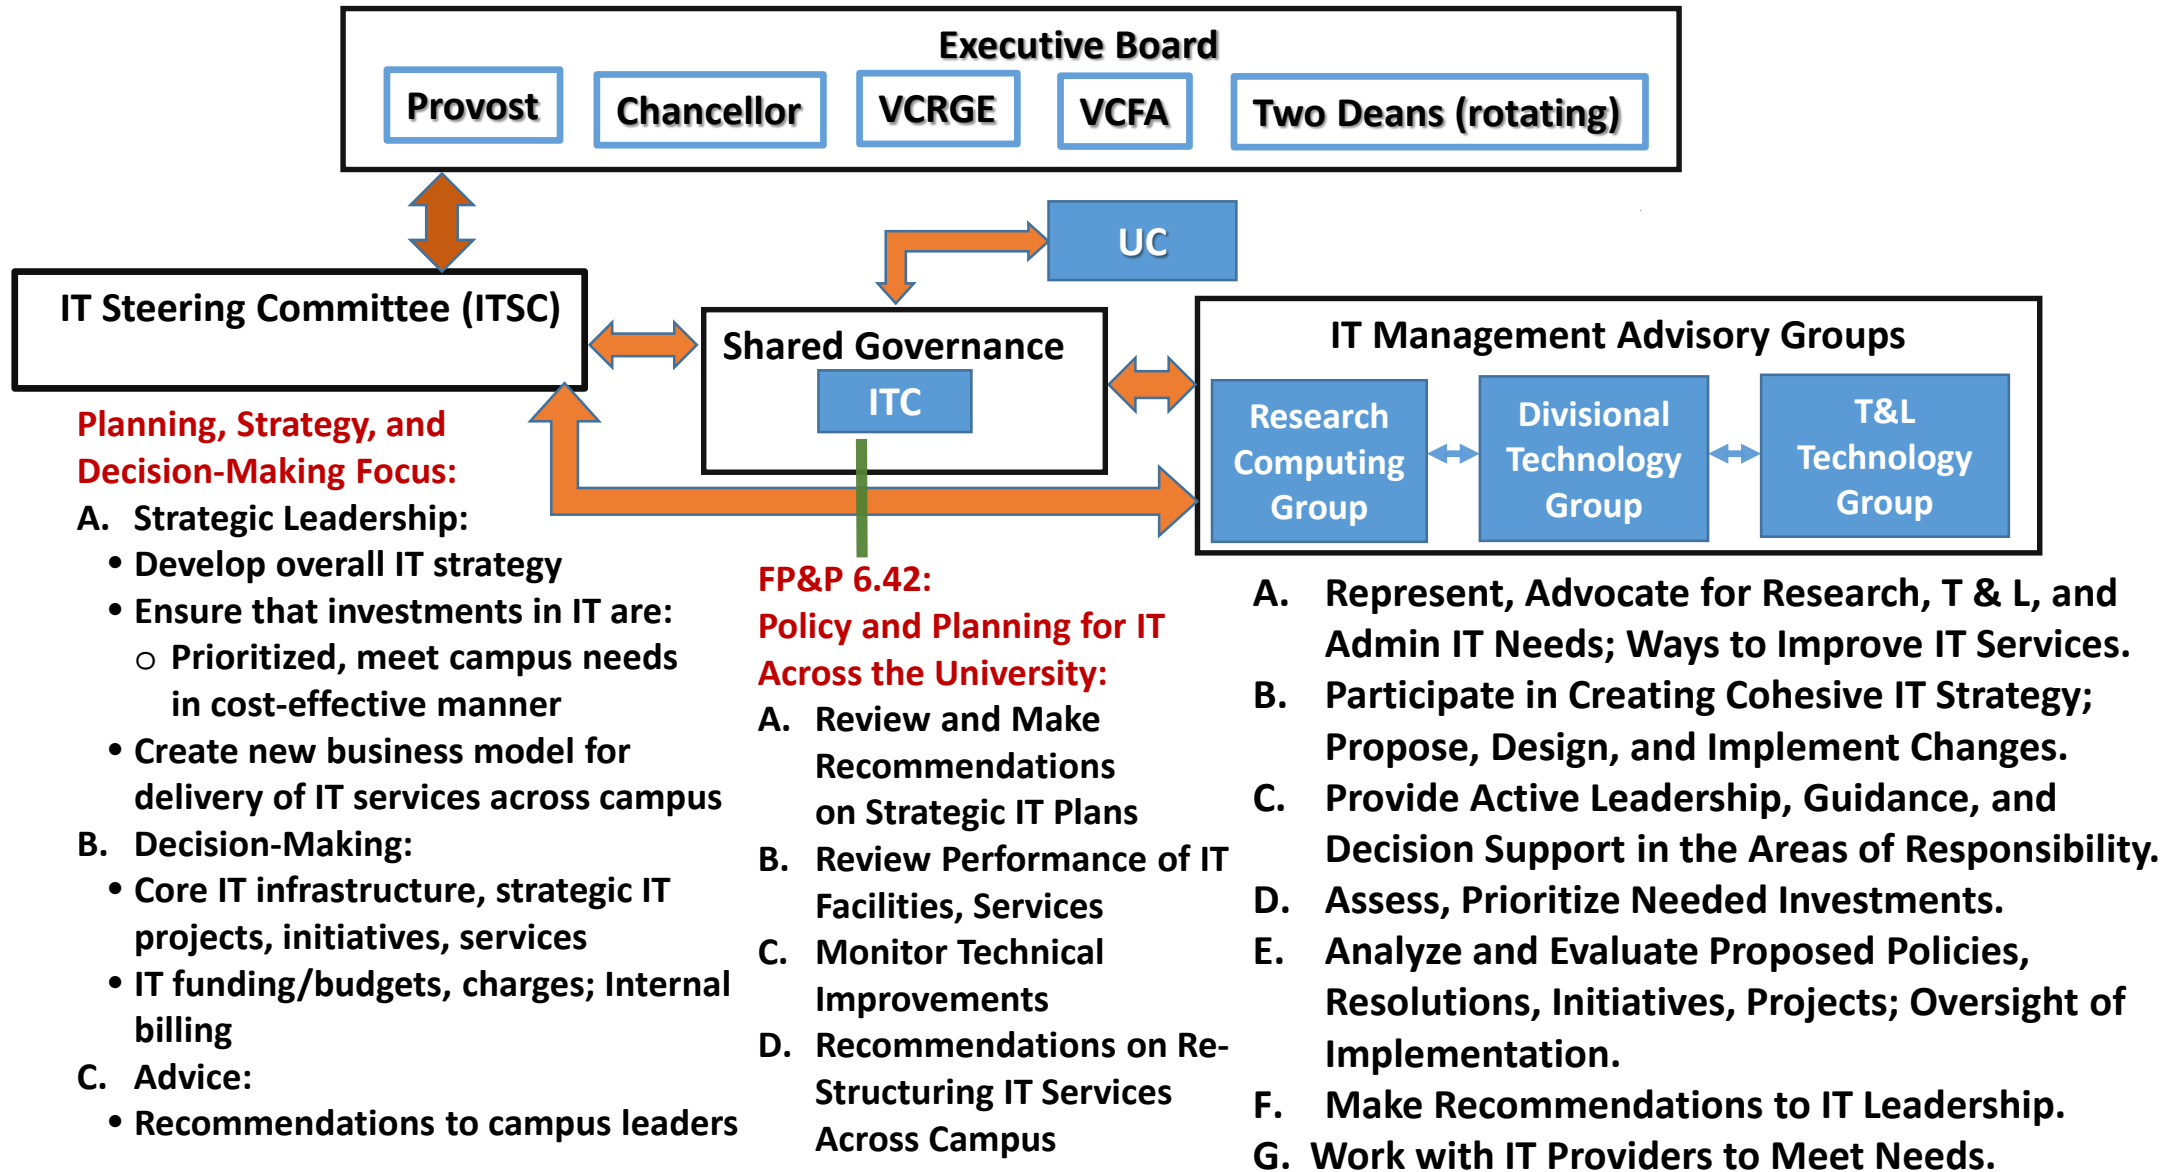 Executive Board
Provost
Chancellor
VCRGE
VCFA
Two Deans (rotating)
UC
IT Steering Committee (ITSC)
Shared Governance
ITC
IT Management Advisory Groups
Research
Computing
Group
Divisional
Technology
Group
T&L
Technology
Group
Planning, Strategy, and
Decision-Making Focus:
A. Strategic Leadership:
• Develop overall IT strategy
• Ensure that investments in IT are:
o Prioritized, meet campus needs
in cost-effective manner
• Create new business model for
delivery of IT services across campus
B. Decision-Making:
• Core IT infrastructure, strategic IT
projects, initiatives, services
• IT funding/budgets, charges; Internal
billing
C. Advice:
• Recommendations to campus leaders
FP&P 6.42:
Policy and Planning for IT
Across the University:
A. Review and Make
Recommendations
on Strategic IT Plans
B. Review Performance of IT
Facilities, Services
C. Monitor Technical
Improvements
D. Recommendations on Re-
Structuring IT Services
Across Campus
A. Represent, Advocate for Research, T & L, and
Admin IT Needs; Ways to Improve IT Services.
B. Participate in Creating Cohesive IT Strategy;
Propose, Design, and Implement Changes.
C. Provide Active Leadership, Guidance, and
Decision Support in the Areas of Responsibility.
D. Assess, Prioritize Needed Investments.
E. Analyze and Evaluate Proposed Policies,
Resolutions, Initiatives, Projects; Oversight of
Implementation.
F. Make Recommendations to IT Leadership.
G. Work with IT Providers to Meet Needs.